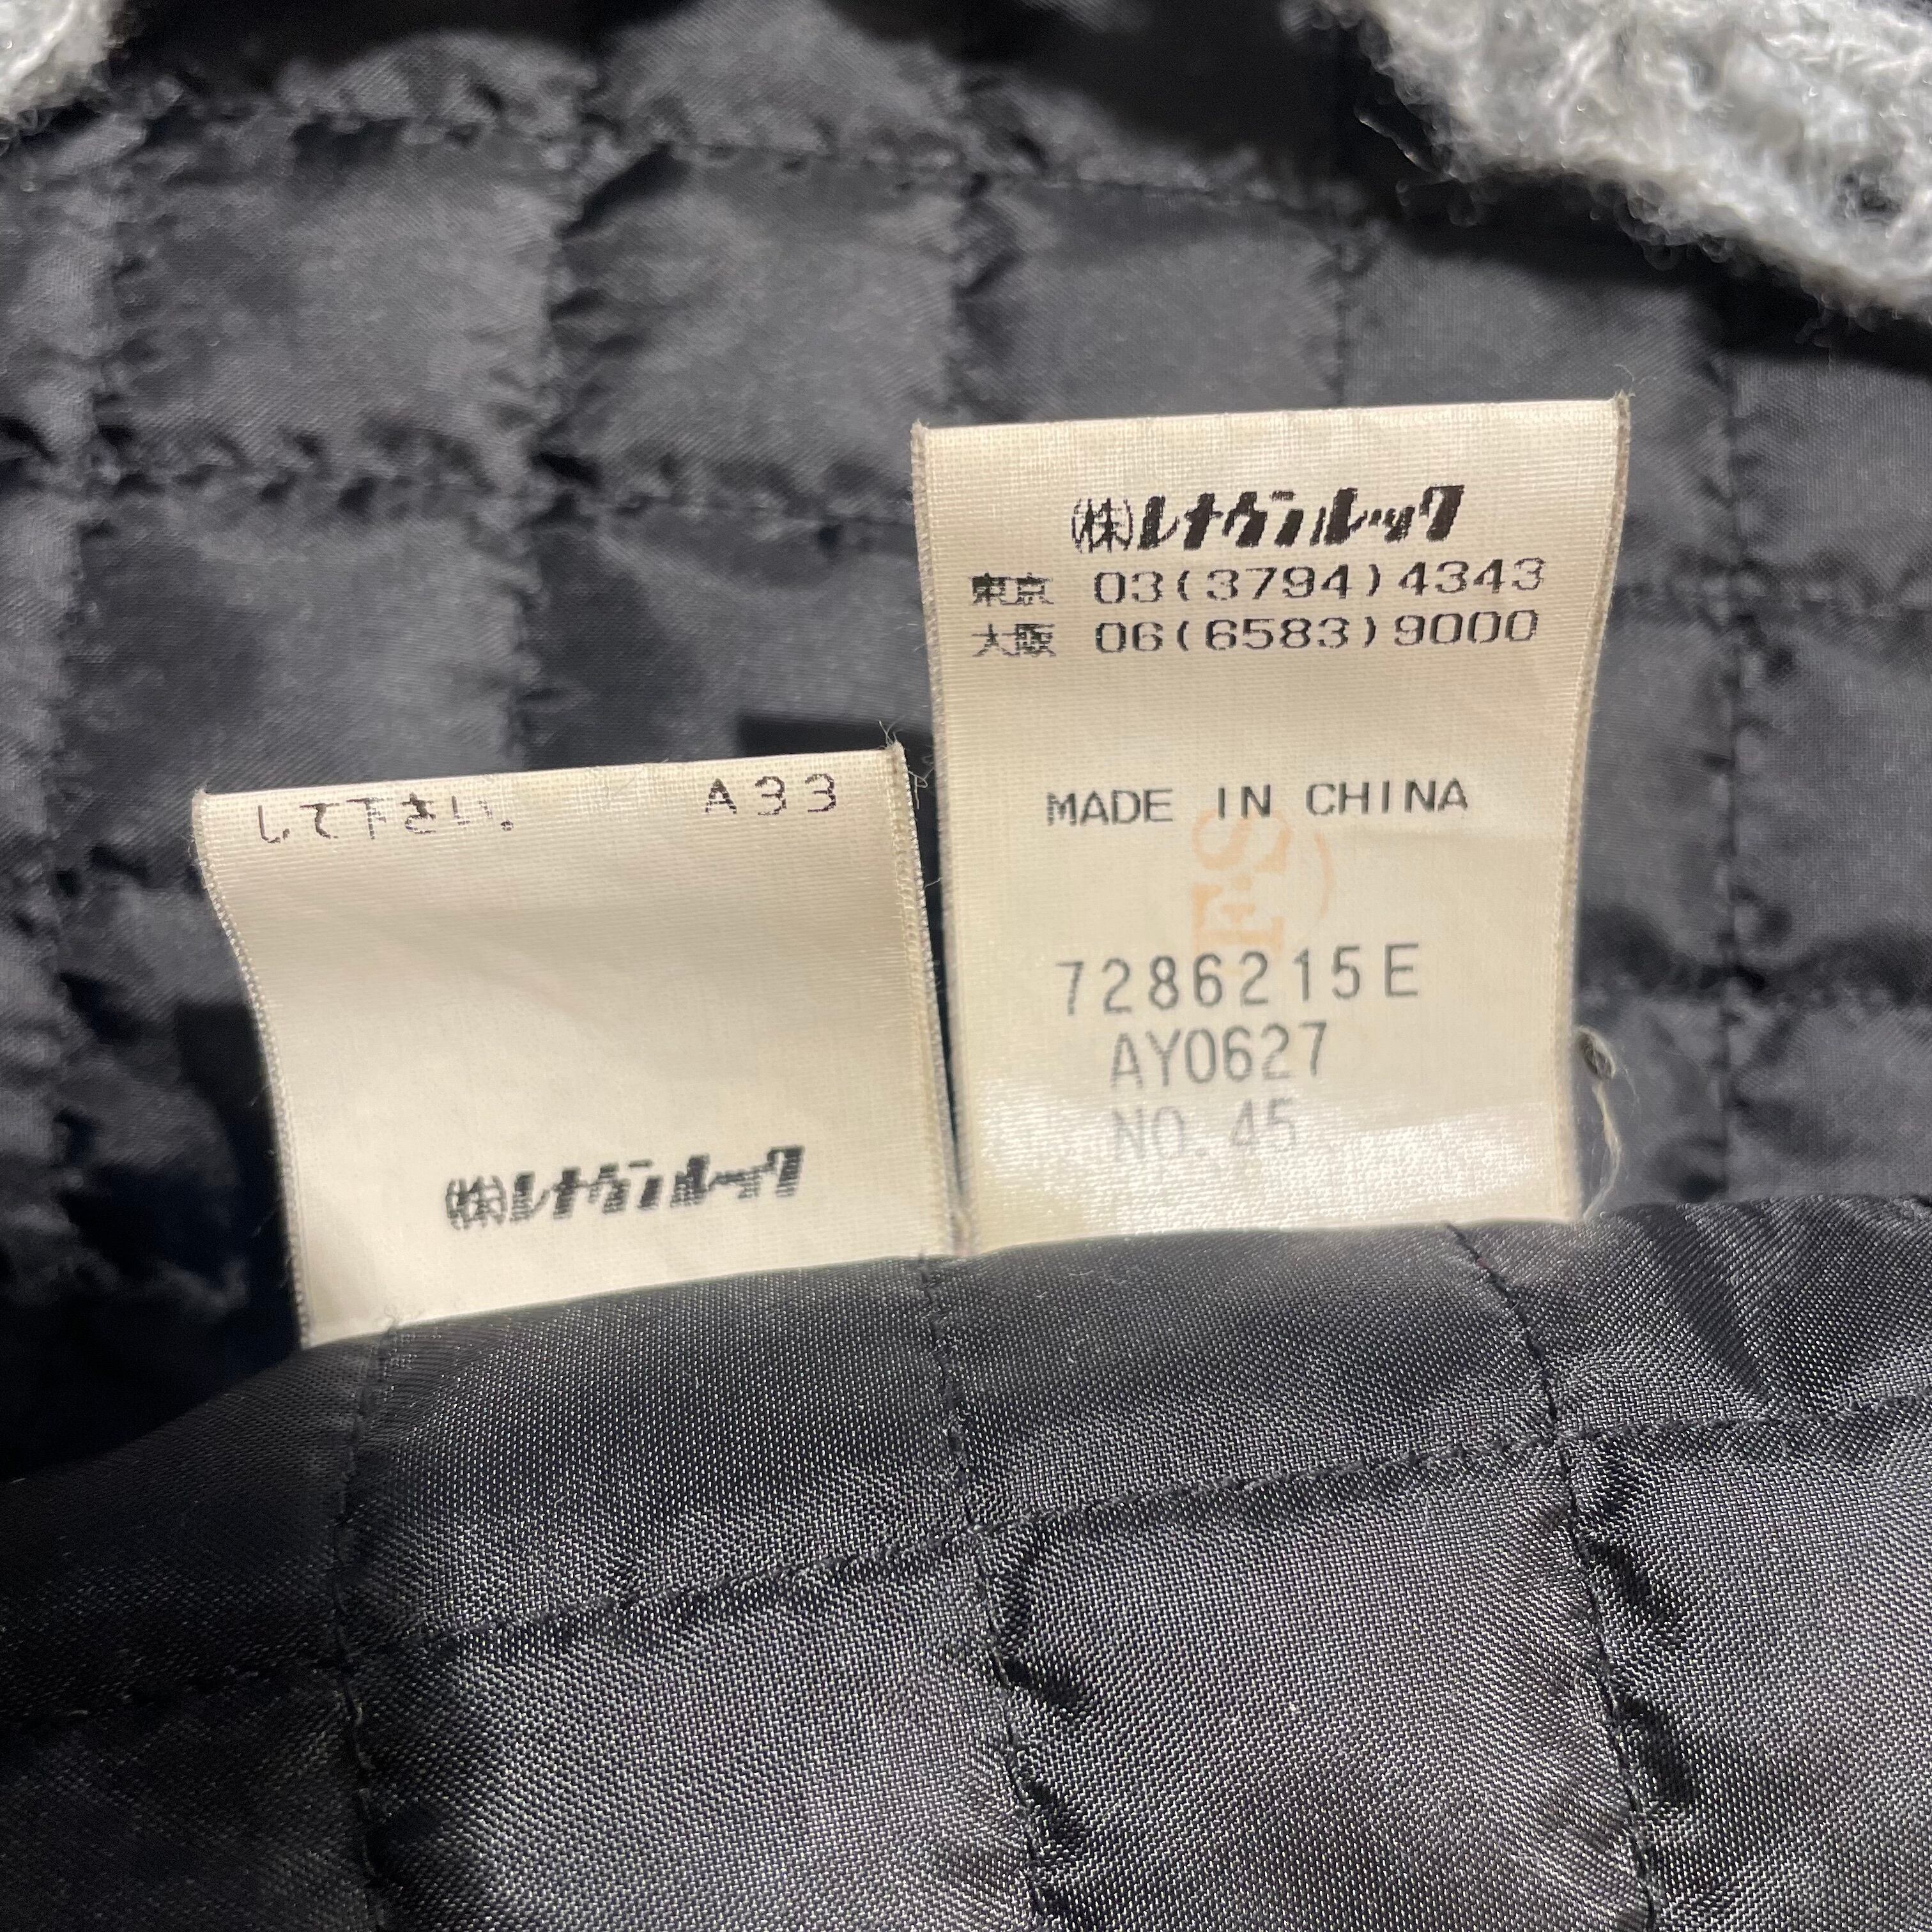 して下さい。 A33
㈱レナウンルック
㈱レナウンルック
東京 03(3794)4343
大阪 06(6583)9000
MADE IN CHINA
SE
7286215E
AY0627
NO.45